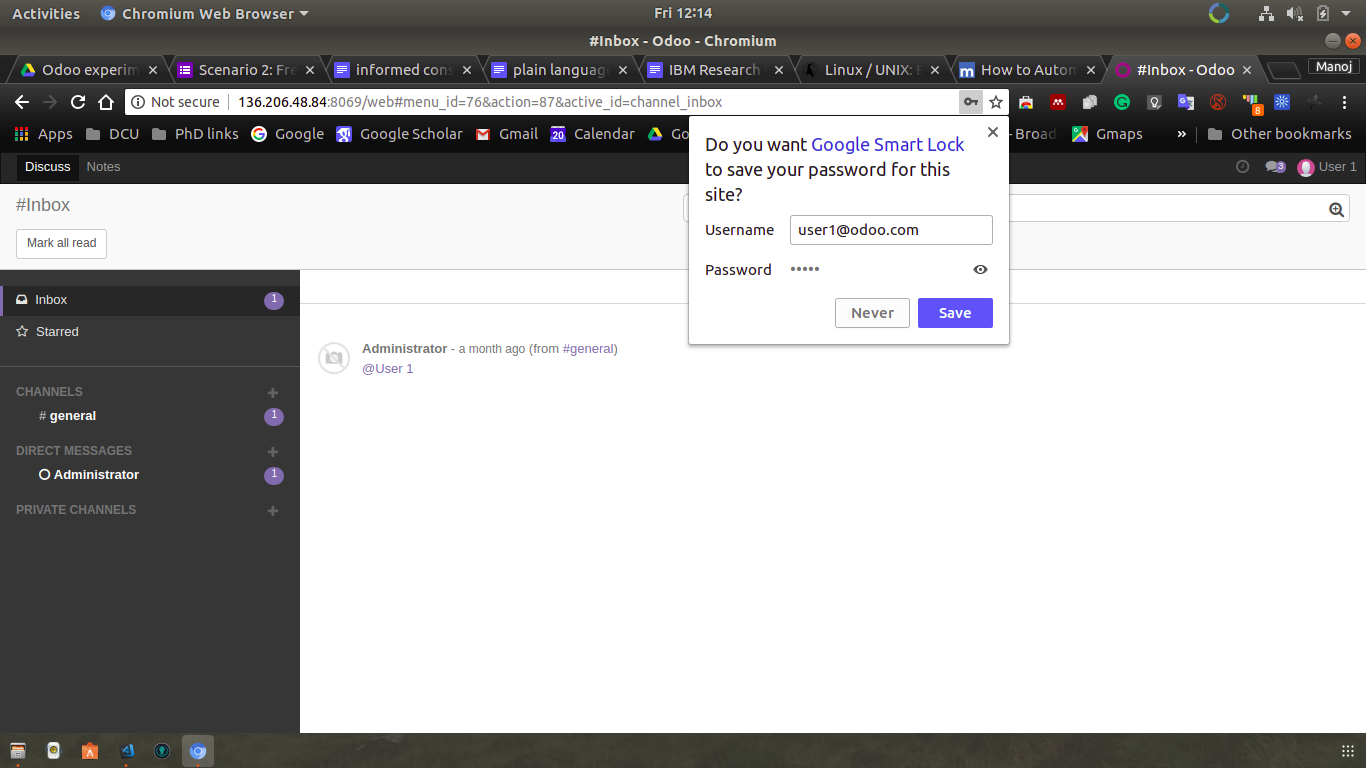 Activities Chromium Web Browser Fri 12:14
#Inbox - Odoo - Chromium
Odoo experim Scenario 2: Fre informed cons plain language IBM Research Linux / UNIX: E How to Autom #Inbox - Odoo Manoj
Not secure 136.206.48.84:8069/web#menu_id=76&action=87&active_id=channel_inbox 8
Apps DCU PhD links Google Google Scholar Gmail 20 Calendar Go - Broad Gmaps » Other bookmarks
Discuss Notes 3 User 1
#Inbox
Mark all read
Do you want Google Smart Lock
to save your password for this
site?
Username user1@odoo.com
Password •••••
Never Save
Inbox 1
Starred
CHANNELS +
# general 1
DIRECT MESSAGES +
Administrator 1
PRIVATE CHANNELS +
Administrator - a month ago (from #general)
@User 1